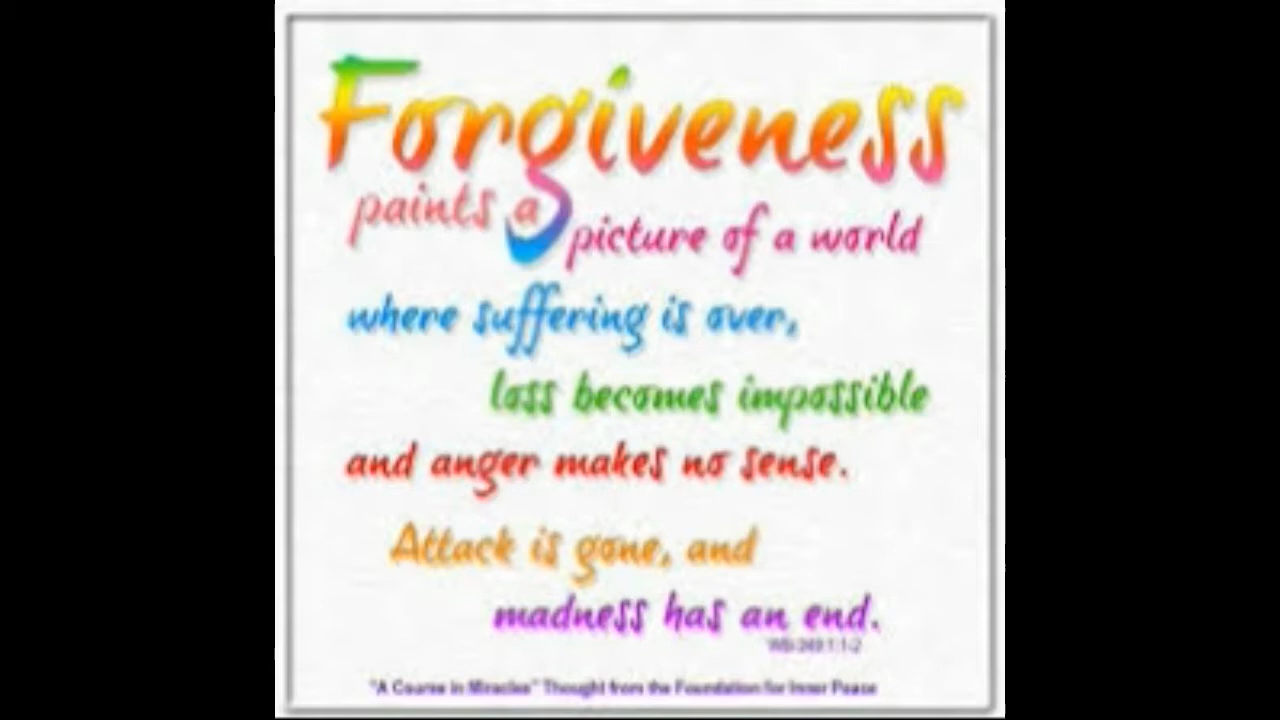 Forgiveness
paints a
picture of a world
where suffering is over,
loss becomes impossible
and anger makes no sense.
Attack is gone, and
madness has an end.
"A Course in Miracles" Thought from the Foundation for Inner Peace